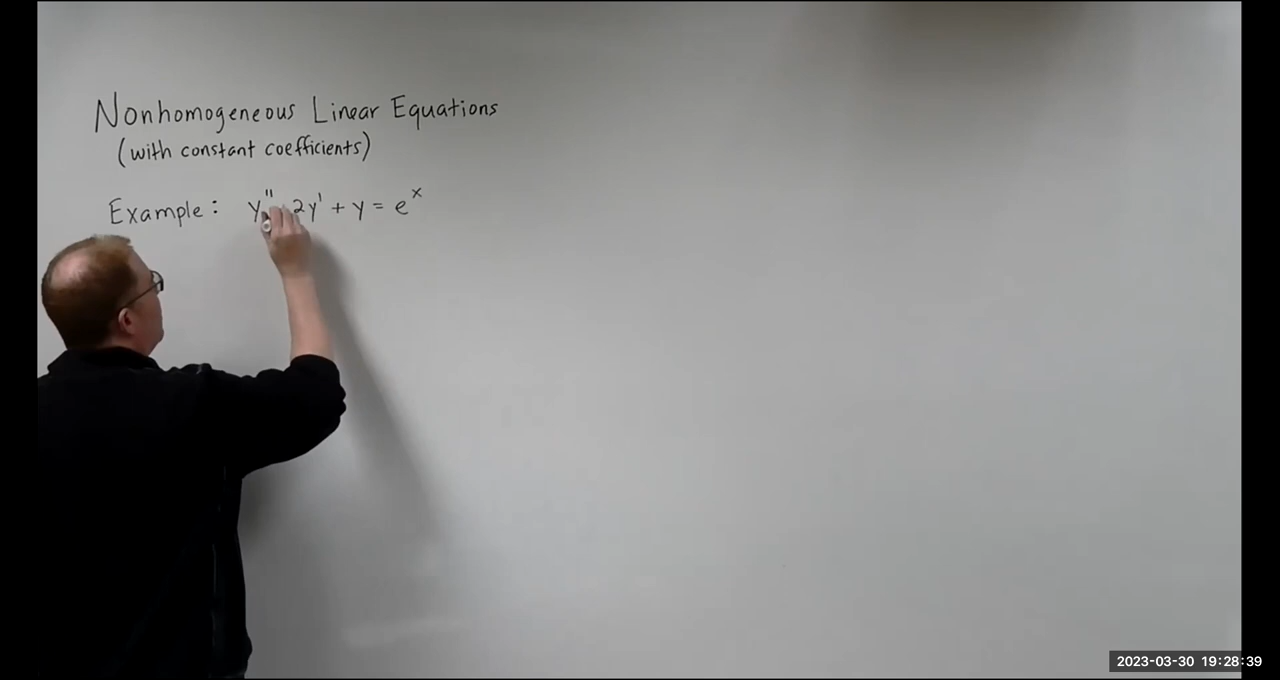 Nonhomogeneous Linear Equations
(with constant coefficients)
Example: y" 2y' + y = e^x
2023-03-30 19:28:39